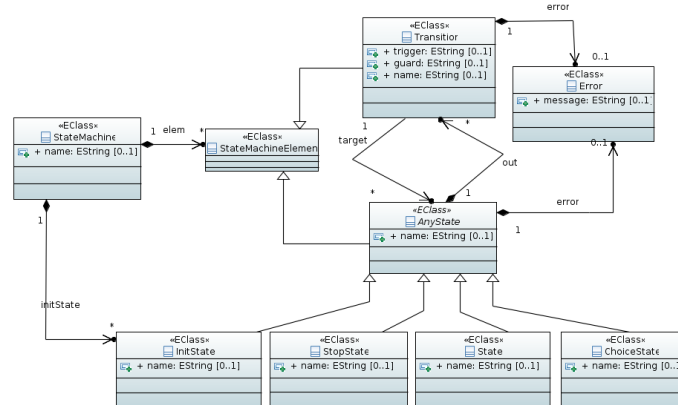 error
«EClass»
Transition
1
+ trigger: EString [0..1]
+ guard: EString [0..1]
+ name: EString [0..1]
0..1
«EClass»
Error
+ message: EString [0..1]
«EClass»
StateMachine
+ name: EString [0..1]
1 elem *
«EClass»
StateMachineElemen
1
target
*
out
0..1
*
1
«EClass»
AnyState
+ name: EString [0..1]
error
1
1
initState
*
«EClass»
InitState
+ name: EString [0..1]
«EClass»
StopState
+ name: EString [0..1]
«EClass»
State
+ name: EString [0..1]
«EClass»
ChoiceState
+ name: EString [0..1]